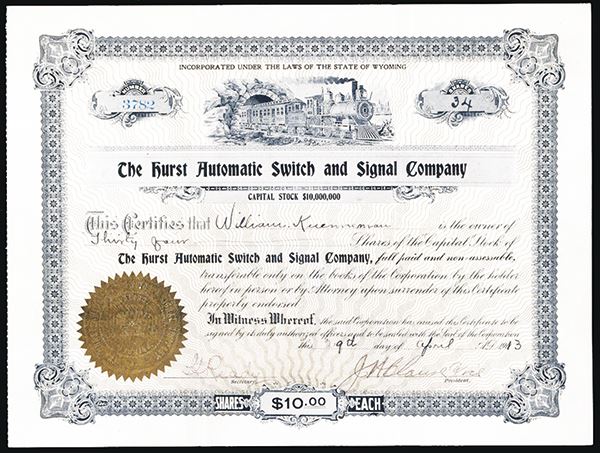 INCORPORATED UNDER THE LAWS OF THE STATE OF WYOMING
3782
34
The Hurst Automatic Switch and Signal Company
CAPITAL STOCK $10,000,000
This Certifies that William Kuenneman is the owner of
Thirty four Shares of the Capital Stock of
The Hurst Automatic Switch and Signal Company, full paid and non-assessable,
transferable only on the books of the Corporation by the holder
hereof in person or by Attorney upon surrender of this Certificate
properly endorsed
In Witness Whereof, the said Corporation has caused this Certificate to be
signed by its duly authorized officers and to be sealed with the Seal of the Corporation
this day of April 1913
Secretary.
President.
SHARES $10.00 EACH